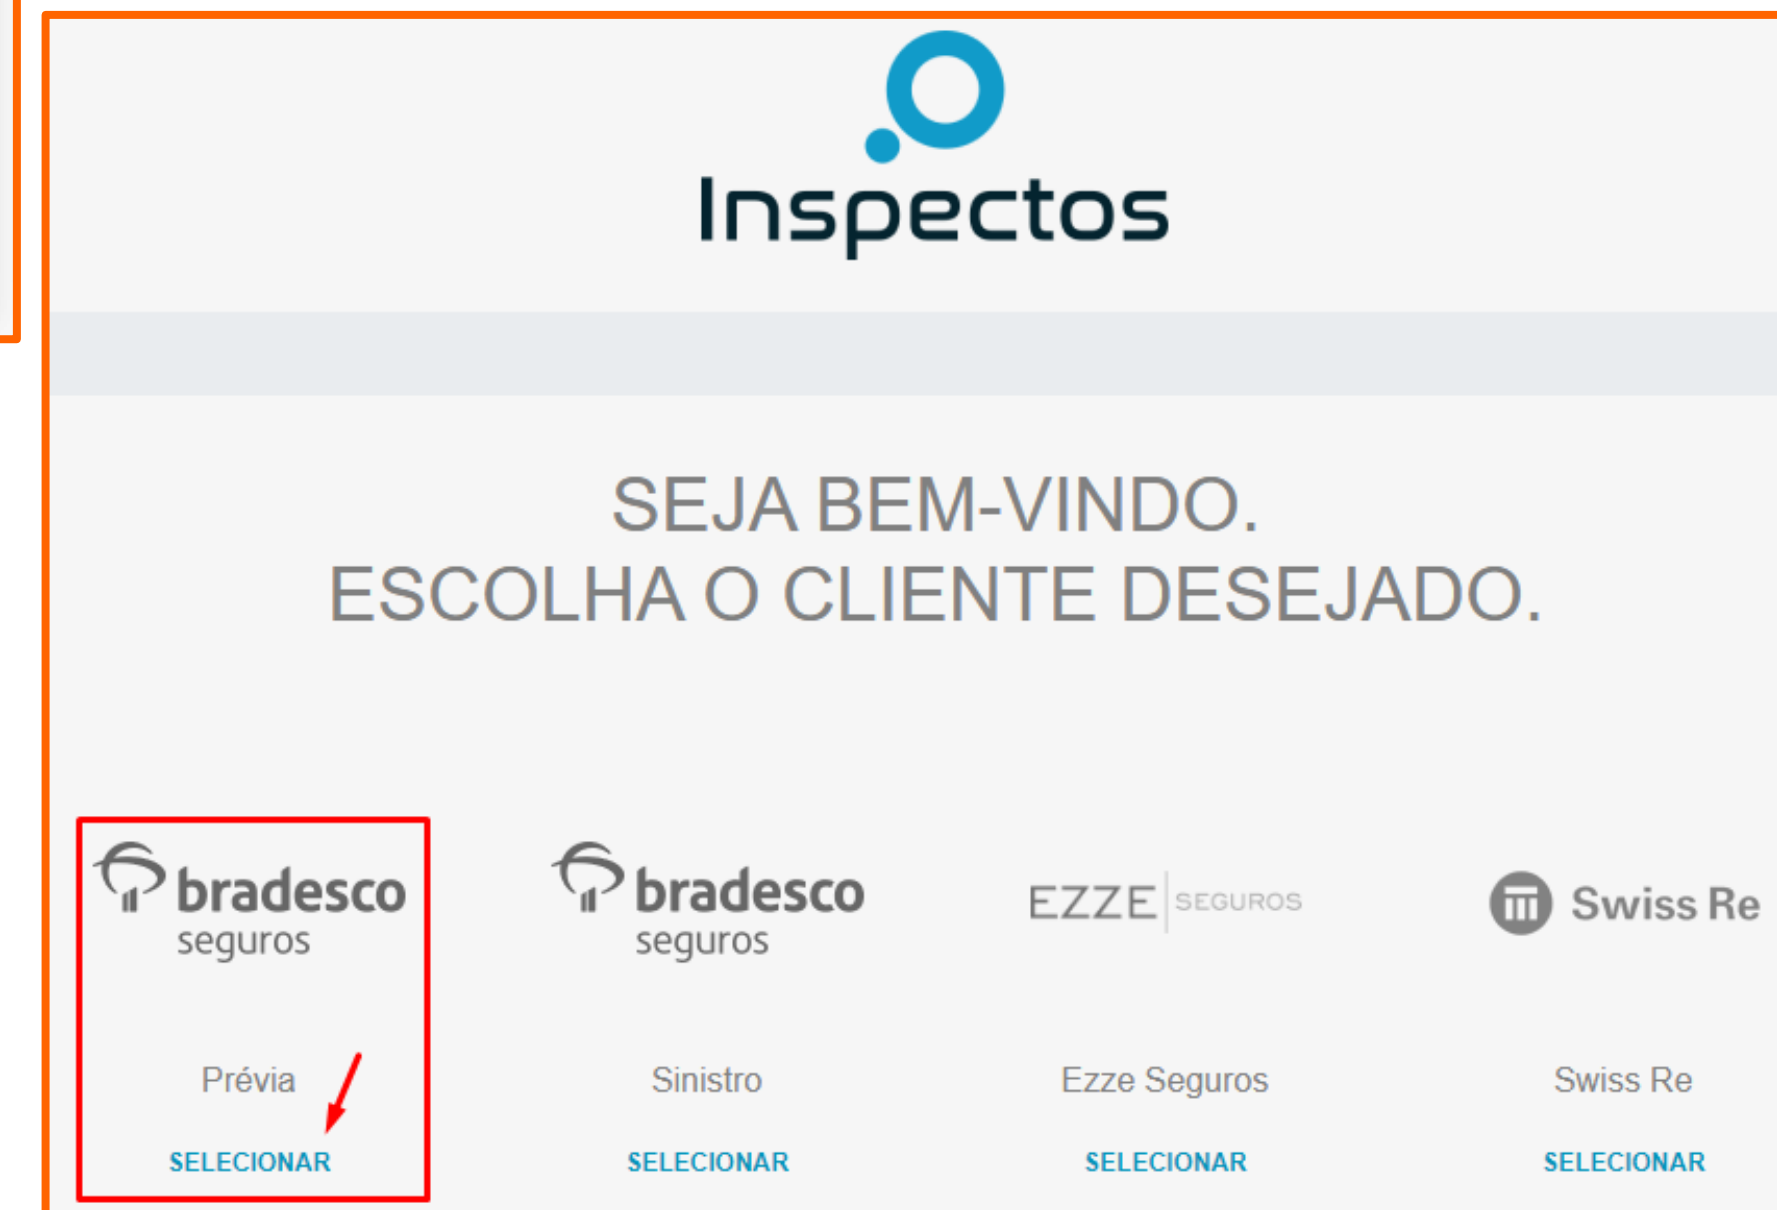 Inspectos
SEJA BEM-VINDO.
ESCOLHA O CLIENTE DESEJADO.
bradesco
seguros
Prévia
SELECIONAR
bradesco
seguros
Sinistro
SELECIONAR
EZZE SEGUROS
Ezze Seguros
SELECIONAR
Swiss Re
Swiss Re
SELECIONAR